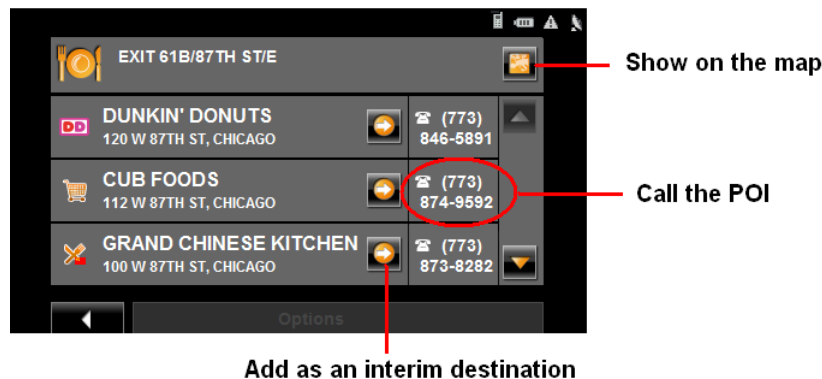 EXIT 61B/87TH ST/E
Show on the map
DD
DUNKIN' DONUTS
120 W 87TH ST, CHICAGO
(773)
846-5891
CUB FOODS
112 W 87TH ST, CHICAGO
(773)
874-9592
Call the POI
GRAND CHINESE KITCHEN
100 W 87TH ST, CHICAGO
(773)
873-8282
Options
Add as an interim destination